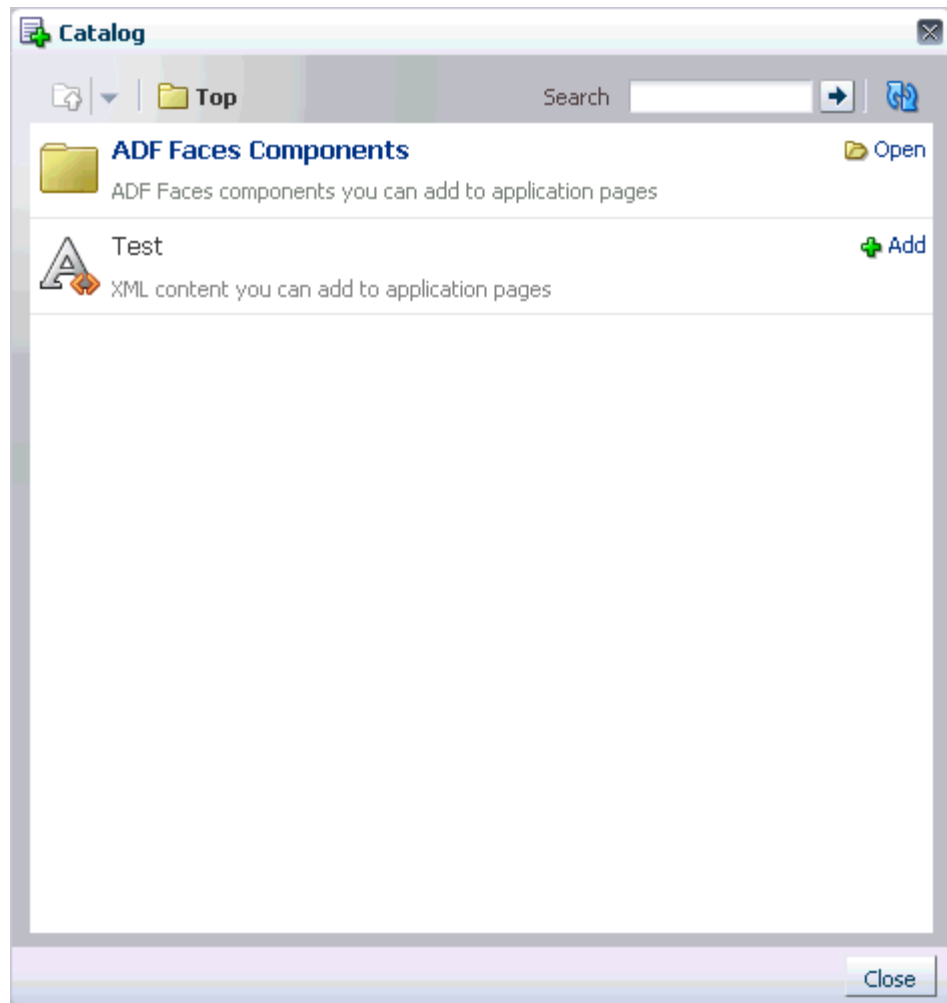 Catalog
Top Search
ADF Faces Components Open
ADF Faces components you can add to application pages
Test Add
XML content you can add to application pages
Close